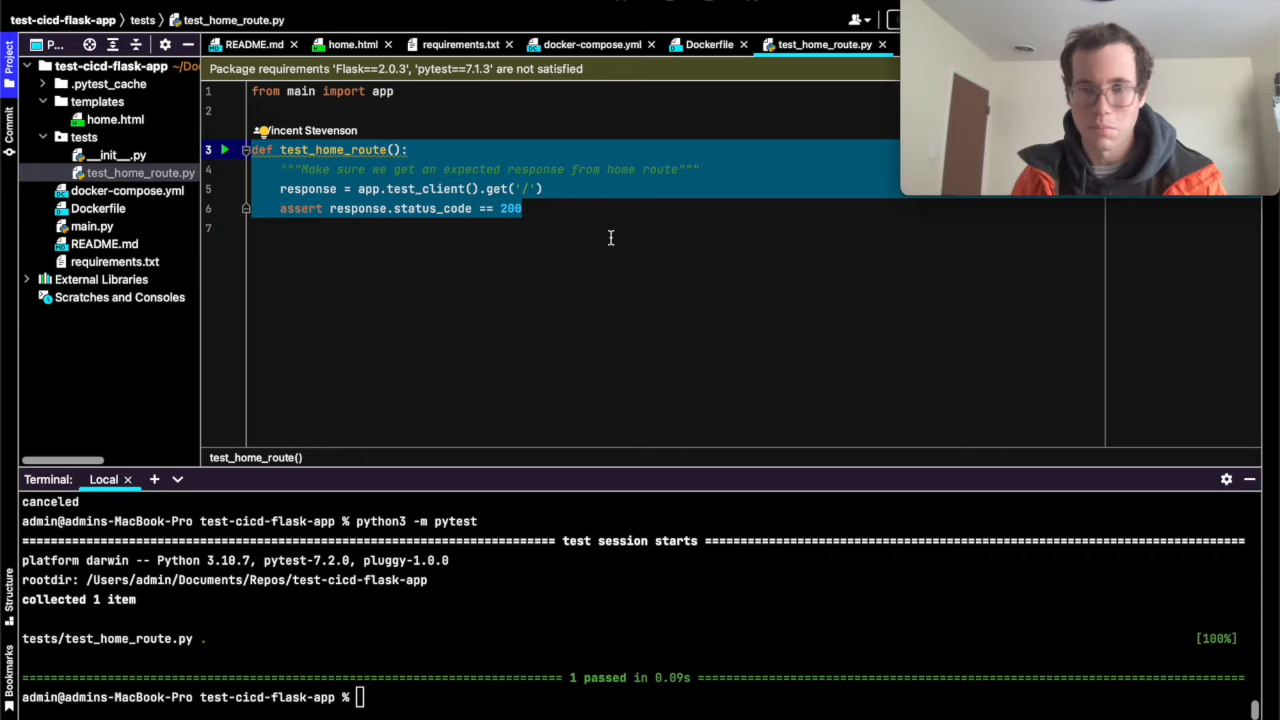 test-cicd-flask-app
tests
test_home_route.py
Project
Commit
Structure
Bookmarks
P...
README.md
home.html
requirements.txt
docker-compose.yml
Dockerfile
test_home_route.py
test-cicd-flask-app ~/Do
.pytest_cache
templates
home.html
tests
__init__.py
test_home_route.py
docker-compose.yml
Dockerfile
main.py
README.md
requirements.txt
External Libraries
Scratches and Consoles
Package requirements 'Flask==2.0.3', 'pytest==7.1.3' are not satisfied
1 from main import app
2
Vincent Stevenson
3 def test_home_route():
4 """Make sure we get an expected response from home route"""
5 response = app.test_client().get('/')
6 assert response.status_code == 200
7
test_home_route()
Terminal: Local
canceled
admin@admins-MacBook-Pro test-cicd-flask-app % python3 -m pytest
=========================================================================== test session starts ===========================================================================
platform darwin -- Python 3.10.7, pytest-7.2.0, pluggy-1.0.0
rootdir: /Users/admin/Documents/Repos/test-cicd-flask-app
collected 1 item
tests/test_home_route.py . [100%]
============================================================================ 1 passed in 0.09s =============================================================================
admin@admins-MacBook-Pro test-cicd-flask-app %